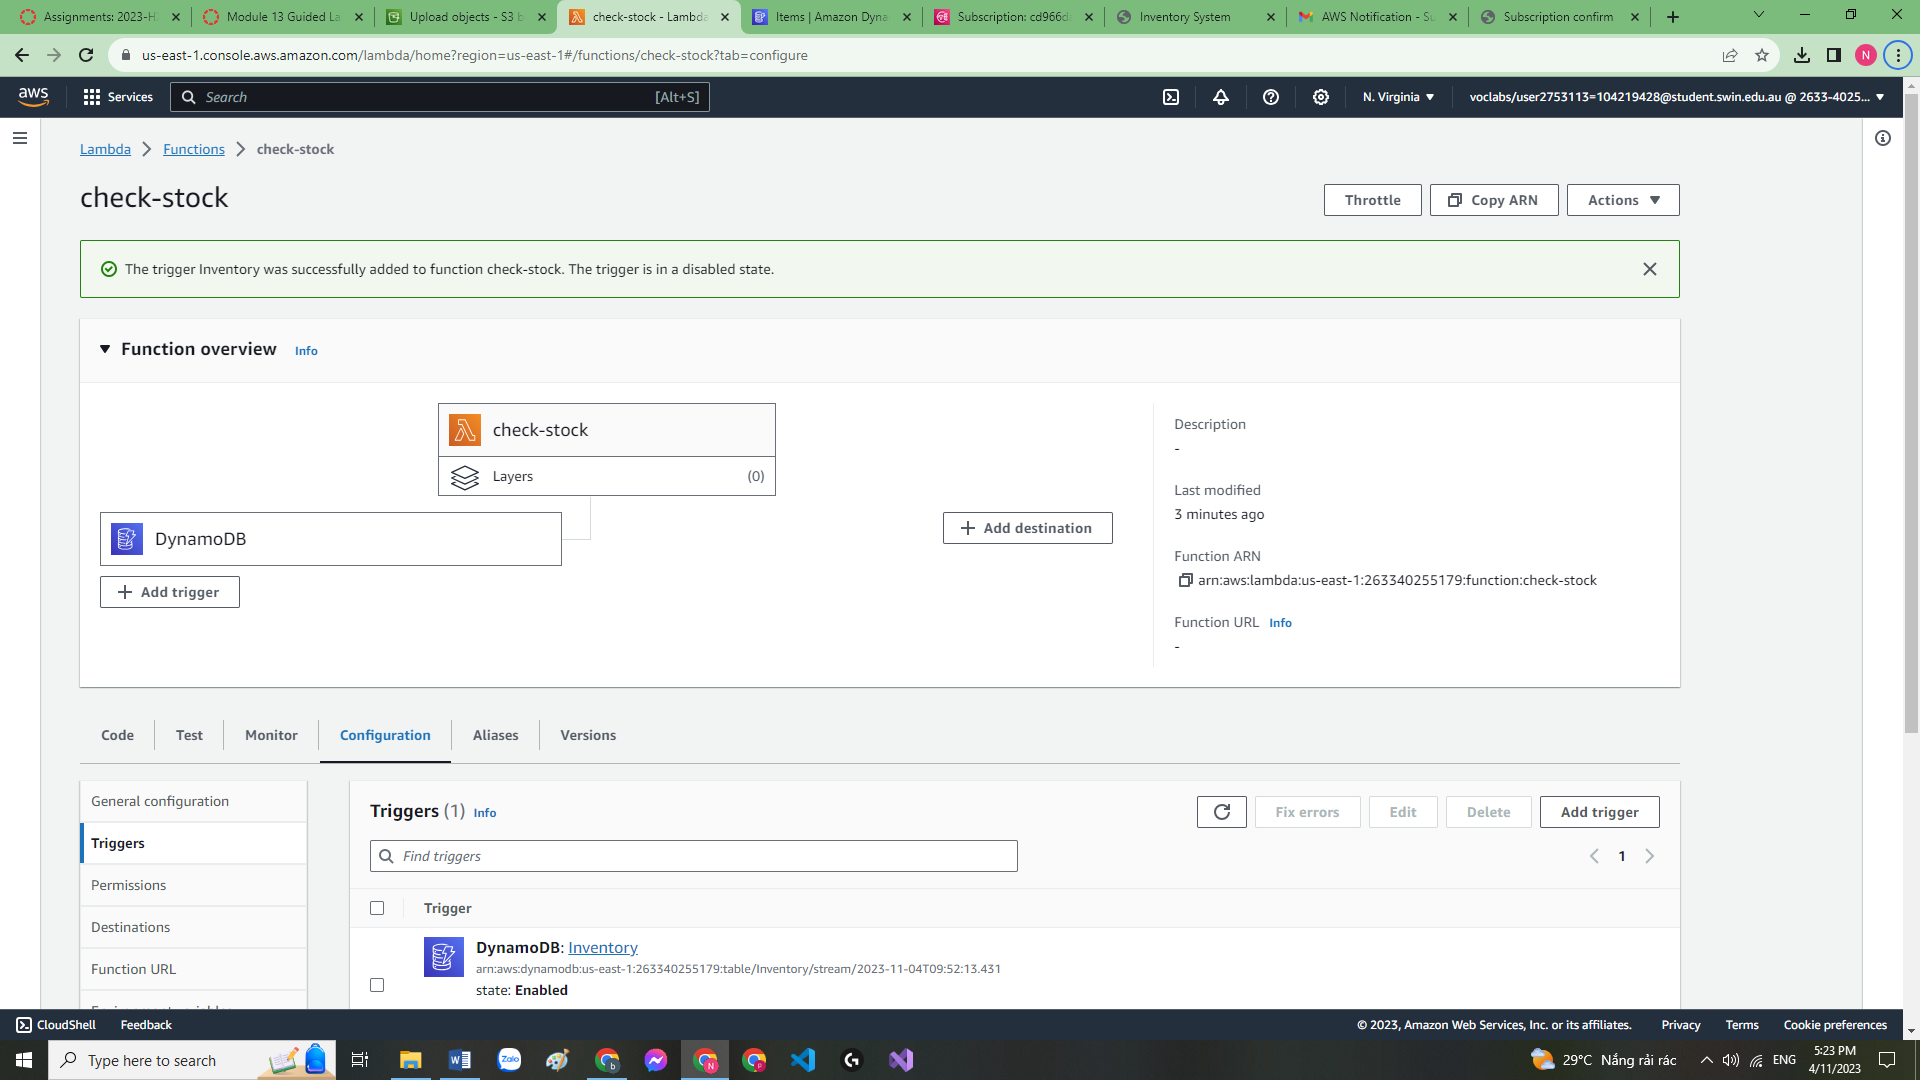 Assignments: 2023-H
Module 13 Guided La
Upload objects - S3 b
check-stock - Lambda
Items | Amazon Dyna
Subscription: cd966d
Inventory System
AWS Notification - Su
Subscription confirm
us-east-1.console.aws.amazon.com/lambda/home?region=us-east-1#/functions/check-stock?tab=configure
N
aws
Services
Search
[Alt+S]
N. Virginia
voclabs/user2753113=104219428@student.swin.edu.au @ 2633-4025...
Lambda
Functions
check-stock
check-stock
Throttle
Copy ARN
Actions
The trigger Inventory was successfully added to function check-stock. The trigger is in a disabled state.
Function overview
Info
check-stock
Layers
(0)
DynamoDB
Add trigger
Add destination
Description
-
Last modified
3 minutes ago
Function ARN
arn:aws:lambda:us-east-1:263340255179:function:check-stock
Function URL
Info
-
Code
Test
Monitor
Configuration
Aliases
Versions
General configuration
Triggers
Permissions
Destinations
Function URL
Triggers (1)
Info
Fix errors
Edit
Delete
Add trigger
Find triggers
1
Trigger
DynamoDB: Inventory
arn:aws:dynamodb:us-east-1:263340255179:table/Inventory/stream/2023-11-04T09:52:13.431
state: Enabled
CloudShell
Feedback
© 2023, Amazon Web Services, Inc. or its affiliates.
Privacy
Terms
Cookie preferences
Type here to search
Zalo
29°C
Nắng rải rác
ENG
5:23 PM
4/11/2023